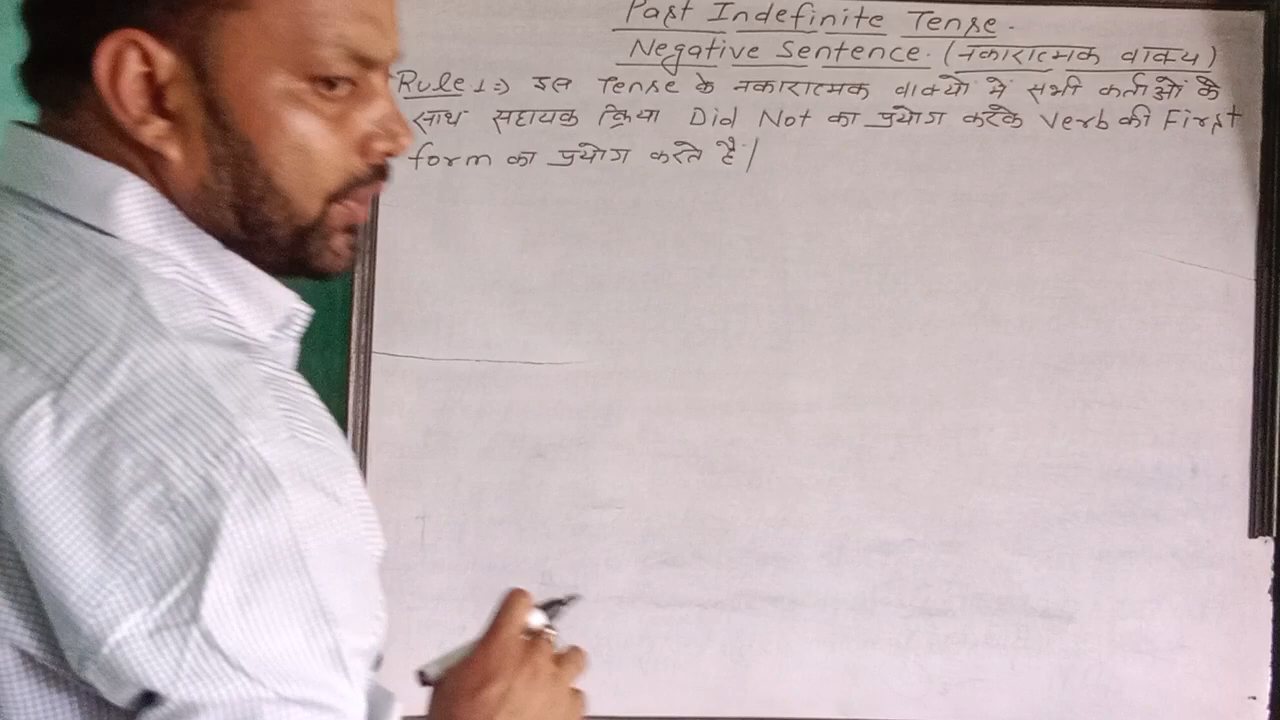 Past Indefinite Tense.
Negative Sentence. (नकारात्मक वाक्य)
Rule 1:⇒ इस Tense के नकारात्मक वाक्यों में सभी कर्ताओं के
साथ सहायक क्रिया Did Not का प्रयोग करके Verb की First
form का प्रयोग करते है।